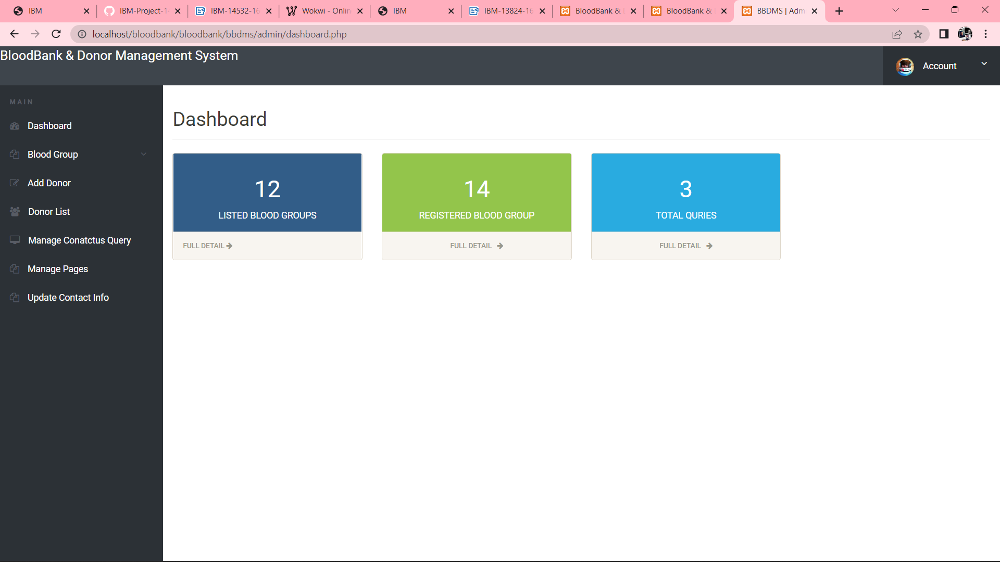 IBM
IBM-Project-14
IBM-14532-16
Wokwi - Onlin
IBM
IBM-13824-16
BloodBank &
BloodBank &
BBDMS | Adm
localhost/bloodbank/bloodbank/bbdms/admin/dashboard.php
BloodBank & Donor Management System
Account
MAIN
Dashboard
Blood Group
Add Donor
Donor List
Manage Conatctus Query
Manage Pages
Update Contact Info
Dashboard
12
LISTED BLOOD GROUPS
FULL DETAIL
14
REGISTERED BLOOD GROUP
FULL DETAIL
3
TOTAL QURIES
FULL DETAIL